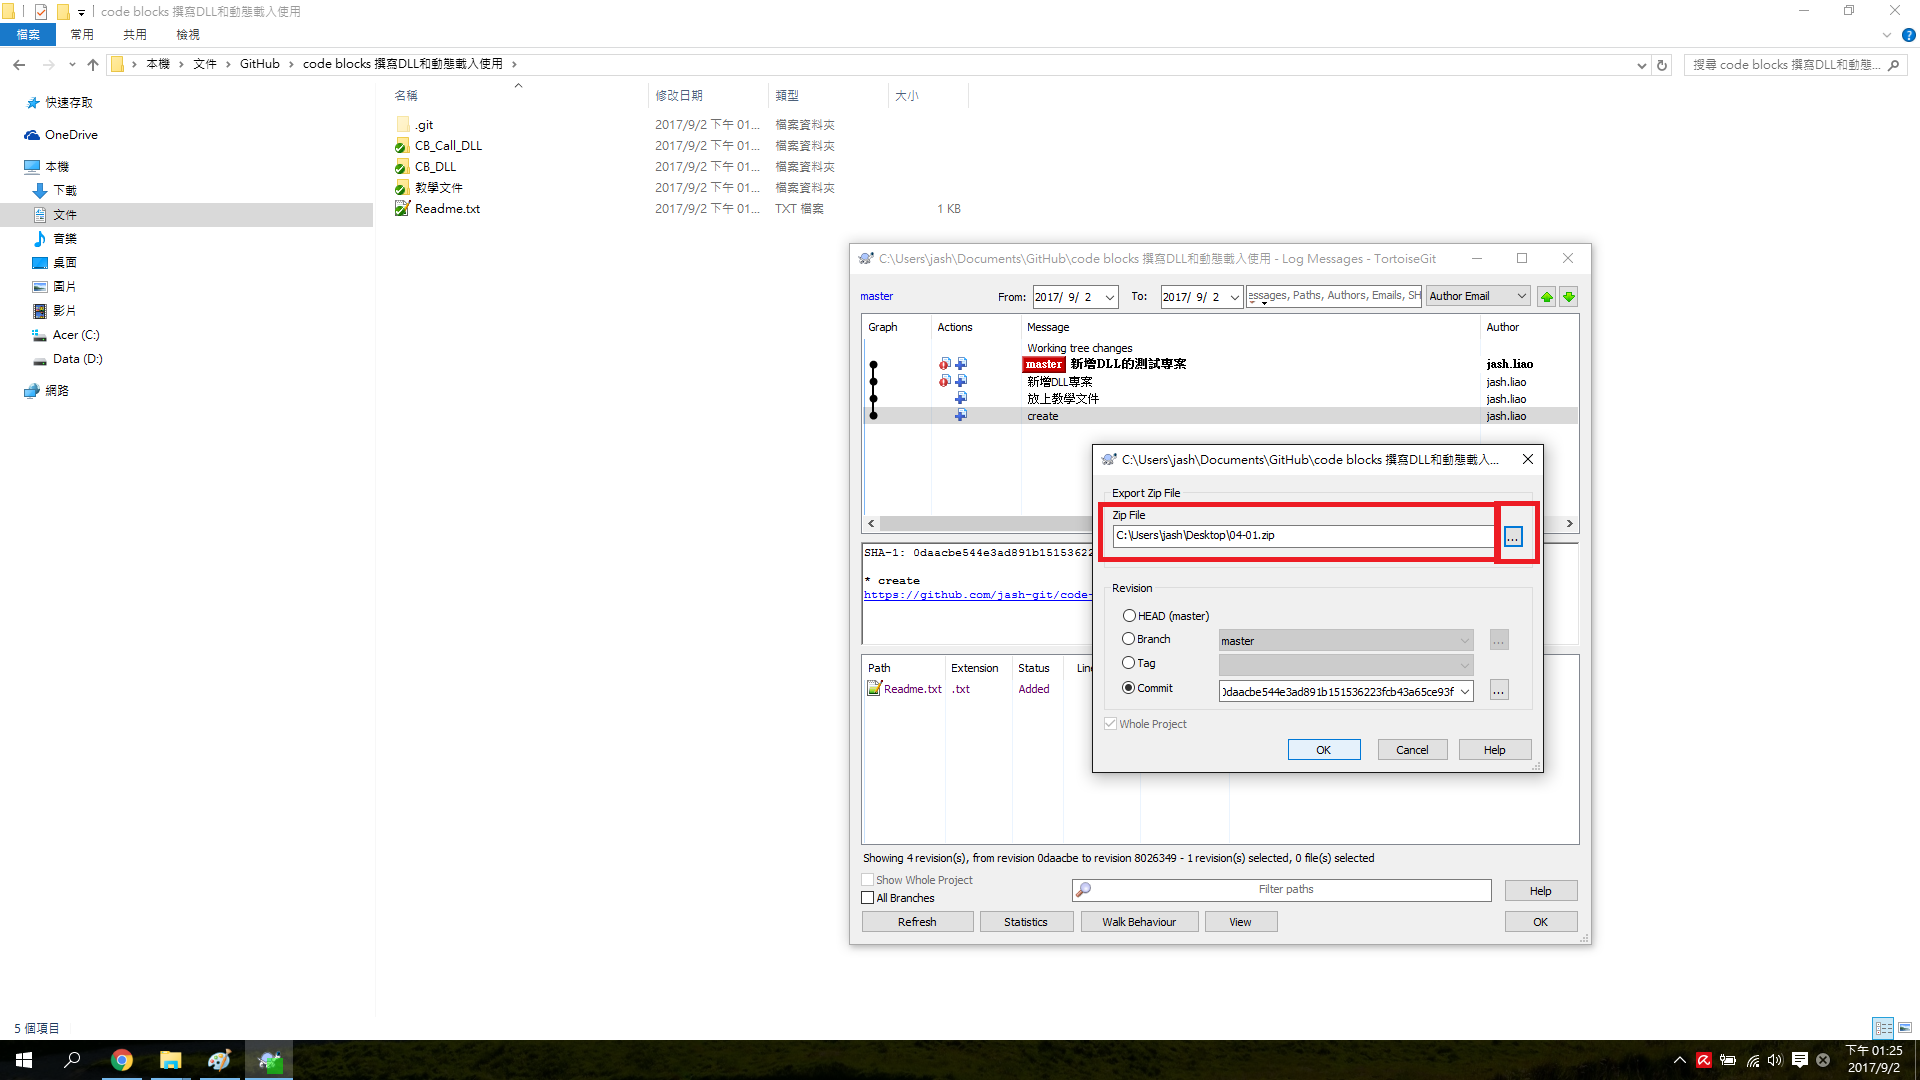 code blocks 撰寫DLL和動態載入使用
檔案 常用 共用 檢視
本機 文件 GitHub code blocks 撰寫DLL和動態載入使用
搜尋 code blocks 撰寫DLL和動態...
快速存取
OneDrive
本機
下載
文件
音樂
桌面
圖片
影片
Acer (C:)
Data (D:)
網路
名稱 修改日期 類型 大小
.git 2017/9/2 下午 01... 檔案資料夾
CB_Call_DLL 2017/9/2 下午 01... 檔案資料夾
CB_DLL 2017/9/2 下午 01... 檔案資料夾
教學文件 2017/9/2 下午 01... 檔案資料夾
Readme.txt 2017/9/2 下午 01... TXT 檔案 1 KB
C:\Users\jash\Documents\GitHub\code blocks 撰寫DLL和動態載入使用 - Log Messages - TortoiseGit
master From: 2017/ 9/ 2 To: 2017/ 9/ 2 essages, Paths, Authors, Emails, SH Author Email
Graph Actions Message Author
Working tree changes
master 新增DLL的測試專案 jash.liao
新增DLL專案 jash.liao
放上教學文件 jash.liao
create jash.liao
SHA-1: 0daacbe544e3ad891b15153622
* create
https://github.com/jash-git/code-
Path Extension Status Line
Readme.txt .txt Added
C:\Users\jash\Documents\GitHub\code blocks 撰寫DLL和動態載入...
Export Zip File
Zip File
C:\Users\jash\Desktop\04-01.zip ...
Revision
HEAD (master)
Branch master ...
Tag
Commit 0daacbe544e3ad891b151536223fcb43a65ce93f ...
Whole Project
OK Cancel Help
Showing 4 revision(s), from revision 0daacbe to revision 8026349 - 1 revision(s) selected, 0 file(s) selected
Show Whole Project
All Branches
Filter paths
Help
Refresh Statistics Walk Behaviour View OK
5 個項目
下午 01:25
2017/9/2